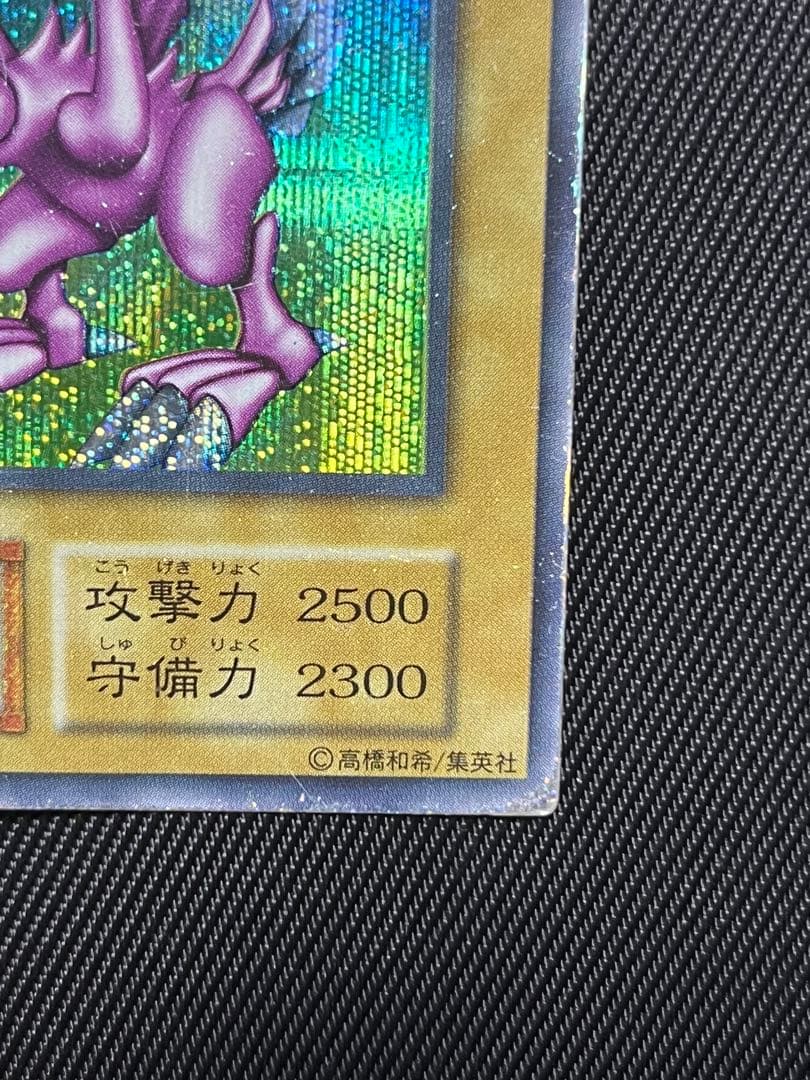 こう げき りょく
攻撃力 2500
しゅ び りょく
守備力 2300
©高橋和希/集英社